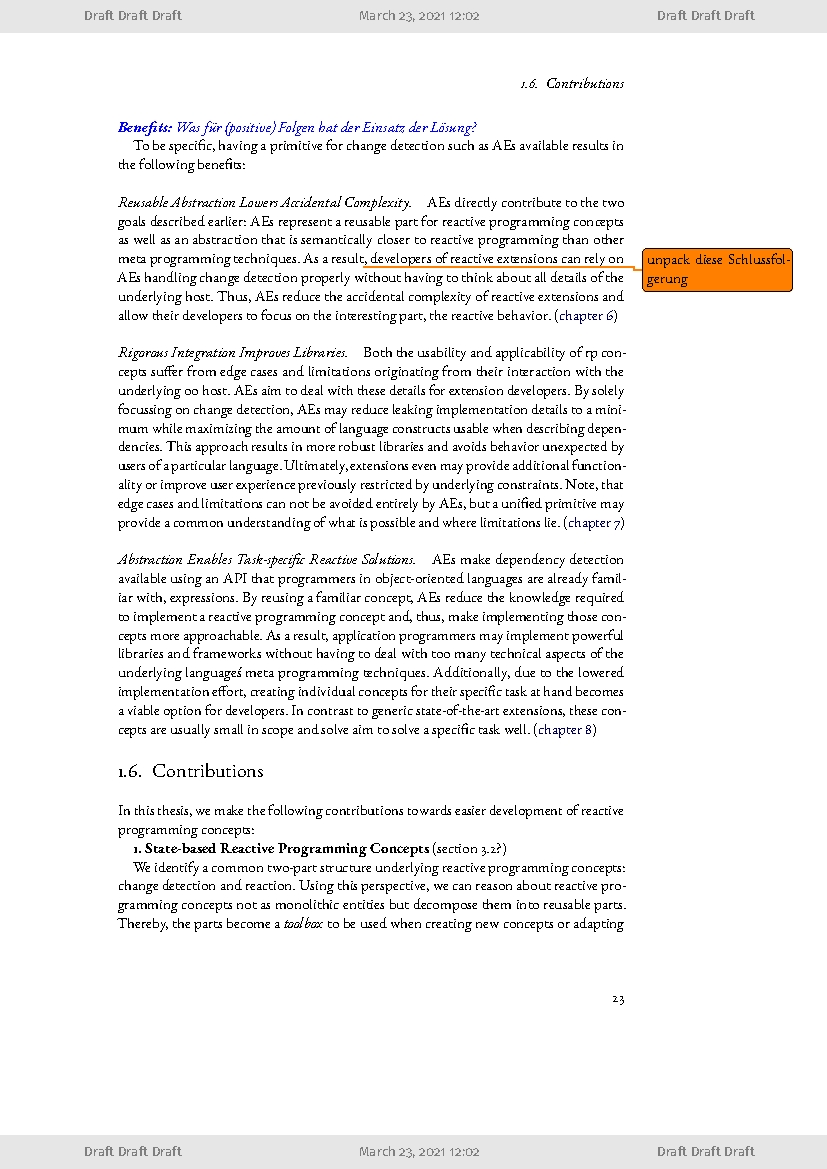 Draft Draft Draft March 23, 2021 12:02 Draft Draft Draft
1.6. Contributions
Benefits: Was für (positive) Folgen hat der Einsatz der Lösung?
To be specific, having a primitive for change detection such as AEs available results in
the following benefits:
Reusable Abstraction Lowers Accidental Complexity. AEs directly contribute to the two
goals described earlier: AEs represent a reusable part for reactive programming concepts
as well as an abstraction that is semantically closer to reactive programming than other
meta programming techniques. As a result, developers of reactive extensions can rely on
AEs handling change detection properly without having to think about all details of the
underlying host. Thus, AEs reduce the accidental complexity of reactive extensions and
allow their developers to focus on the interesting part, the reactive behavior. (chapter 6)
unpack diese Schlussfol-
gerung
Rigorous Integration Improves Libraries. Both the usability and applicability of rp con-
cepts suffer from edge cases and limitations originating from their interaction with the
underlying oo host. AEs aim to deal with these details for extension developers. By solely
focussing on change detection, AEs may reduce leaking implementation details to a mini-
mum while maximizing the amount of language constructs usable when describing depen-
dencies. This approach results in more robust libraries and avoids behavior unexpected by
users of a particular language. Ultimately, extensions even may provide additional function-
ality or improve user experience previously restricted by underlying constraints. Note, that
edge cases and limitations can not be avoided entirely by AEs, but a unified primitive may
provide a common understanding of what is possible and where limitations lie. (chapter 7)
Abstraction Enables Task-specific Reactive Solutions. AEs make dependency detection
available using an API that programmers in object-oriented languages are already famil-
iar with, expressions. By reusing a familiar concept, AEs reduce the knowledge required
to implement a reactive programming concept and, thus, make implementing those con-
cepts more approachable. As a result, application programmers may implement powerful
libraries and frameworks without having to deal with too many technical aspects of the
underlying languageś meta programming techniques. Additionally, due to the lowered
implementation effort, creating individual concepts for their specific task at hand becomes
a viable option for developers. In contrast to generic state-of-the-art extensions, these con-
cepts are usually small in scope and solve aim to solve a specific task well. (chapter 8)
1.6. Contributions
In this thesis, we make the following contributions towards easier development of reactive
programming concepts:
1. State-based Reactive Programming Concepts (section 3.2?)
We identify a common two-part structure underlying reactive programming concepts:
change detection and reaction. Using this perspective, we can reason about reactive pro-
gramming concepts not as monolithic entities but decompose them into reusable parts.
Thereby, the parts become a toolbox to be used when creating new concepts or adapting
23
Draft Draft Draft March 23, 2021 12:02 Draft Draft Draft